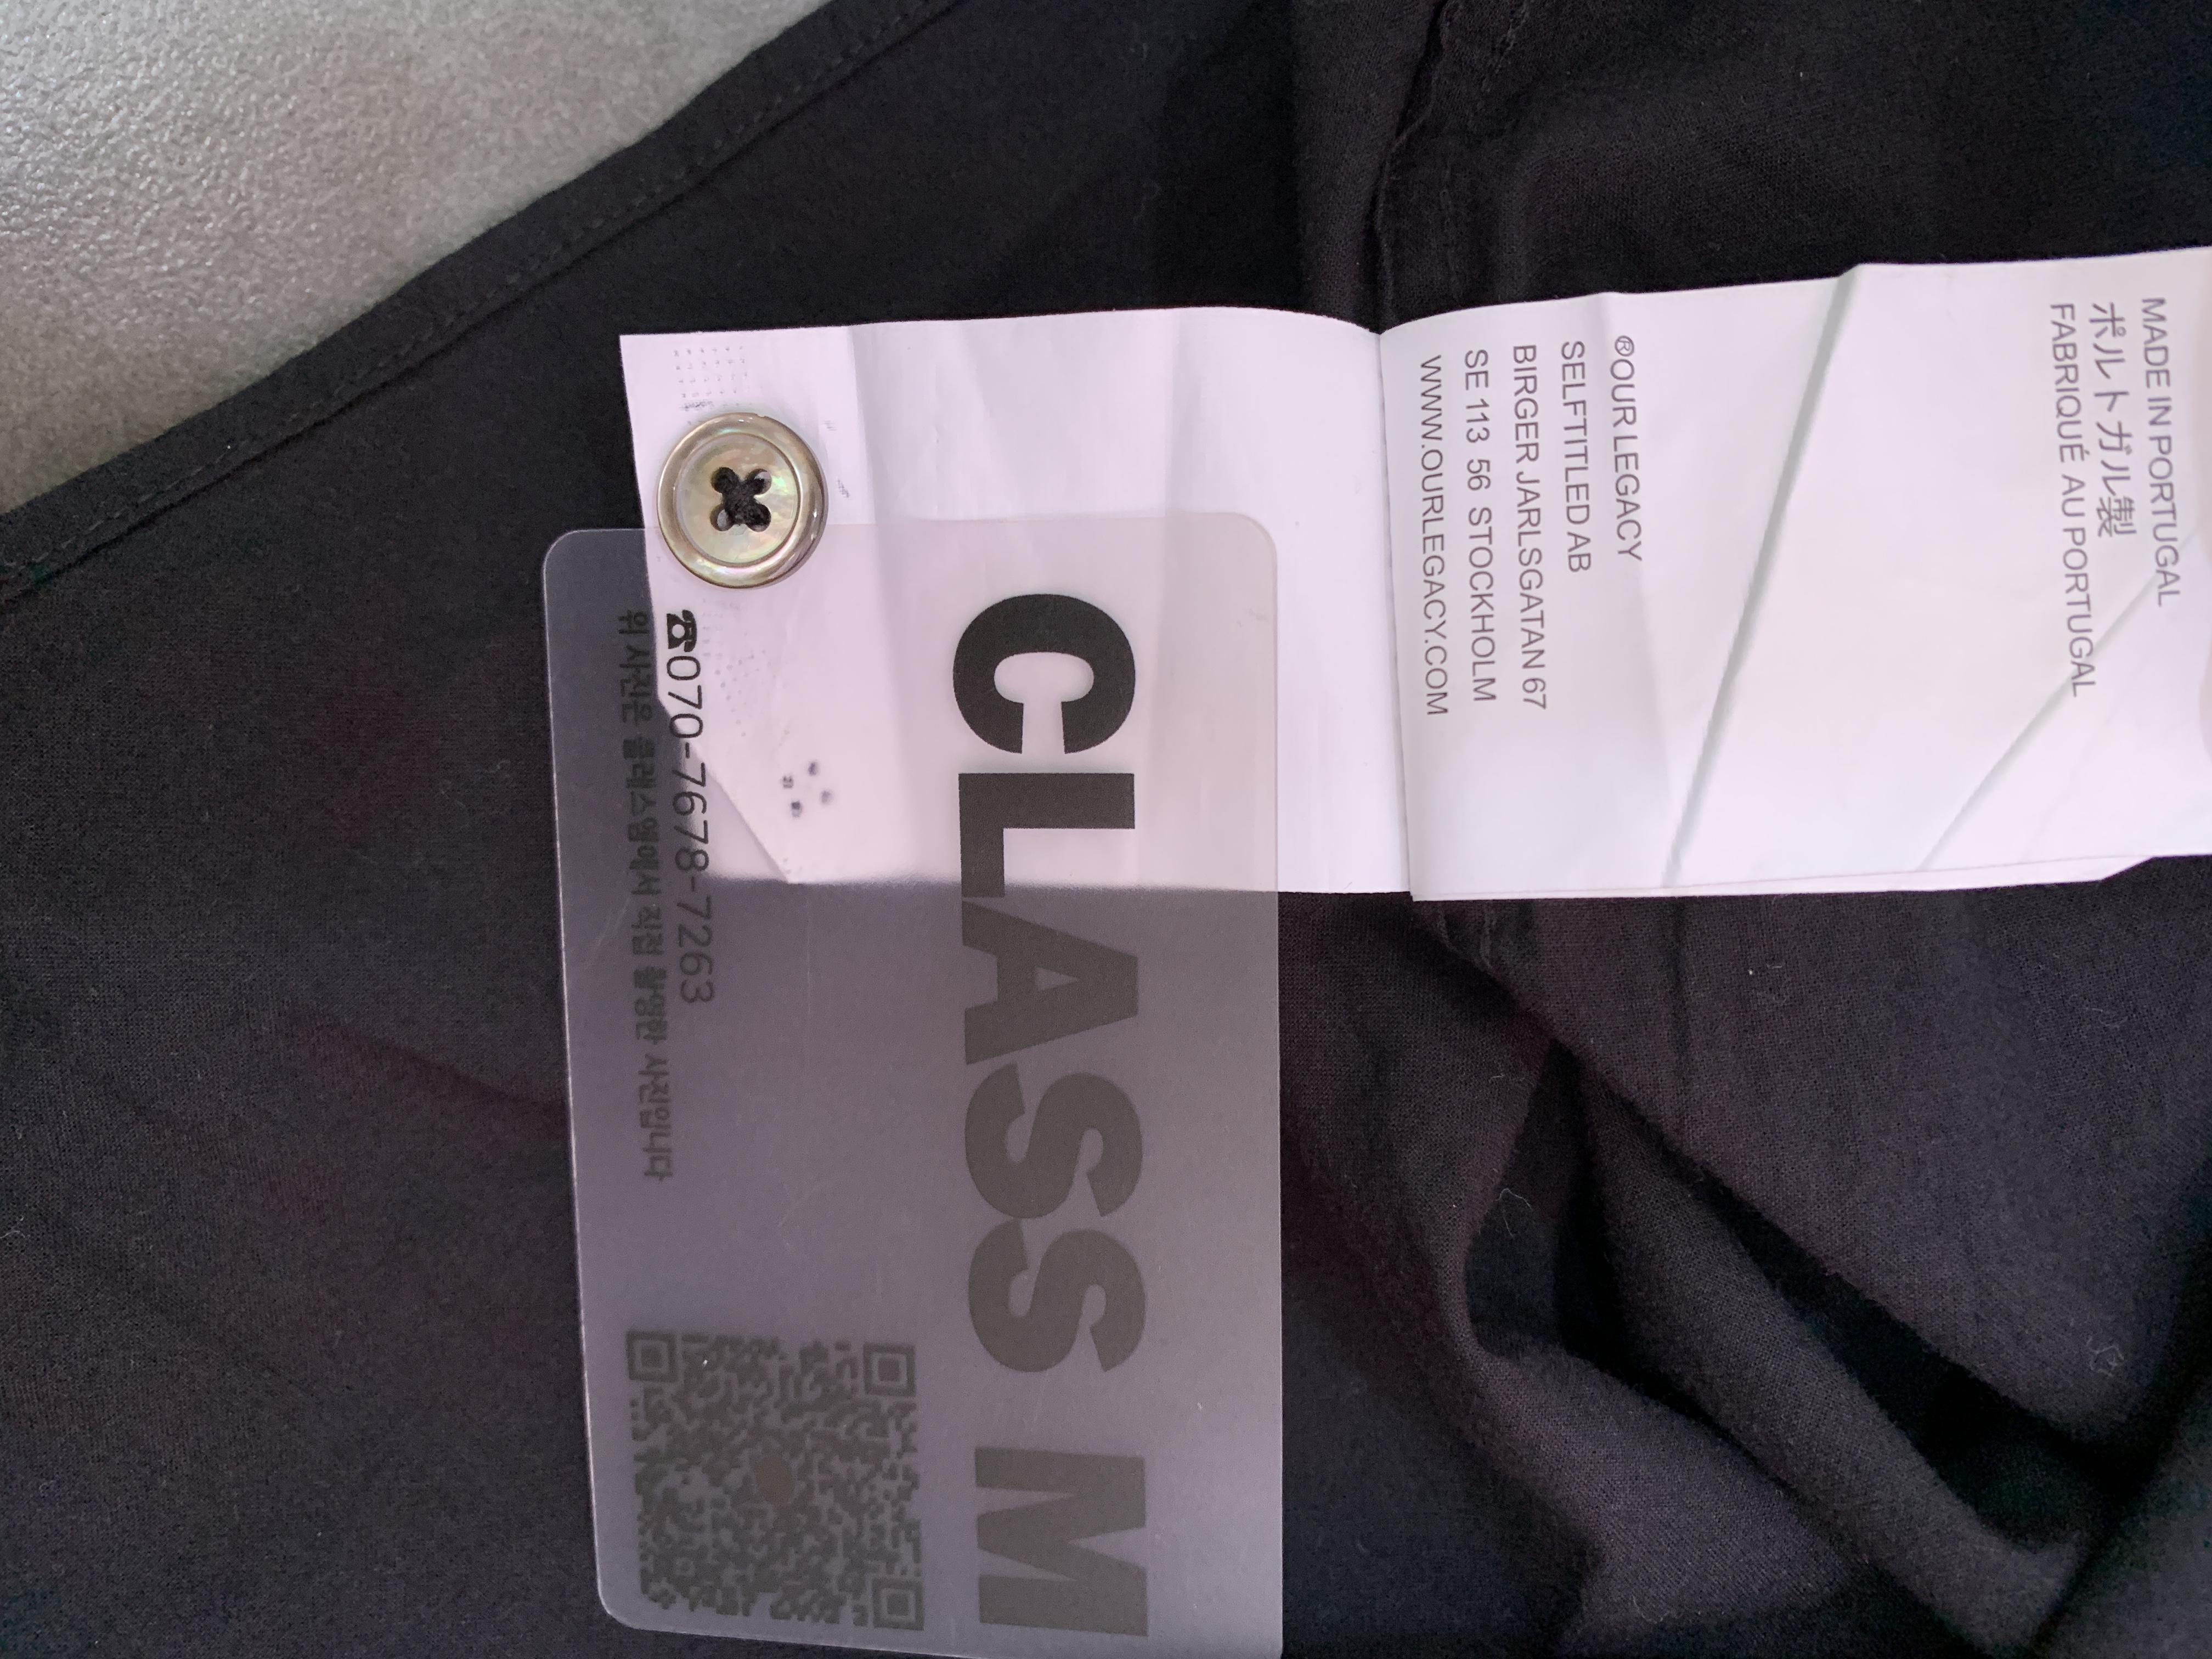 MADE IN PORTUGAL
ポルトガル製
FABRIQUÉ AU PORTUGAL
®OUR LEGACY
SELFTITLED AB
BIRGER JARLSGATAN 67
SE 113 56 STOCKHOLM
WWW.OURLEGACY.COM
CLASS M
☎070-7678-7263
위 사진은 클래스엠에서 직접 촬영한 사진입니다